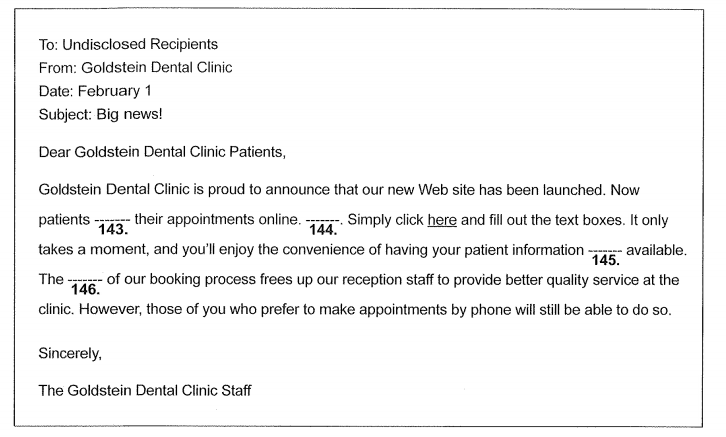 To: Undisclosed Recipients
From: Goldstein Dental Clinic
Date: February 1
Subject: Big news!
Dear Goldstein Dental Clinic Patients,
Goldstein Dental Clinic is proud to announce that our new Web site has been launched. Now
patients ------- their appointments online. -------. Simply click here and fill out the text boxes. It only
143. 144.
takes a moment, and you'll enjoy the convenience of having your patient information ------- available.
145.
The ------- of our booking process frees up our reception staff to provide better quality service at the
146.
clinic. However, those of you who prefer to make appointments by phone will still be able to do so.
Sincerely,
The Goldstein Dental Clinic Staff